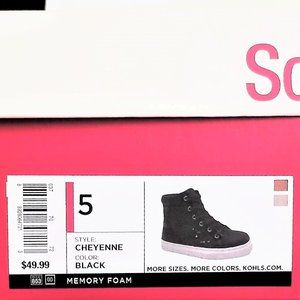 So
5
STYLE:
CHEYENNE
COLOR:
BLACK
$49.99
MORE SIZES. MORE COLORS. KOHLS.COM.
MEMORY FOAM